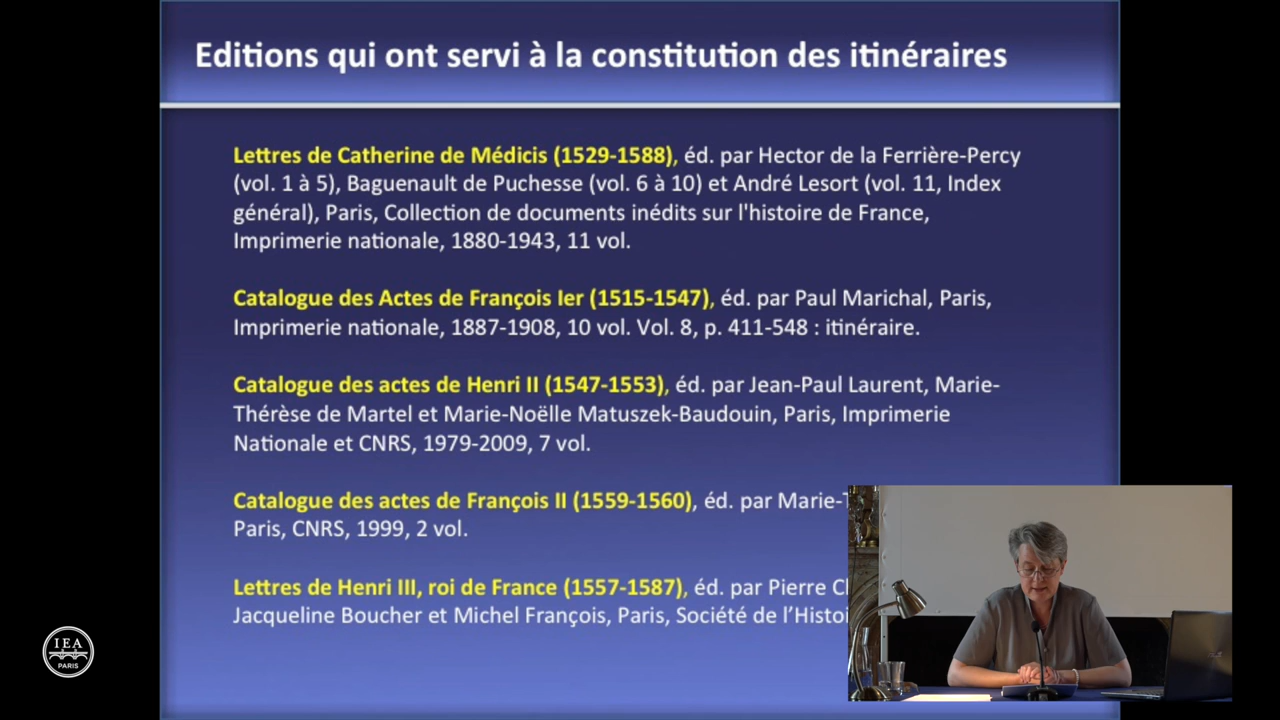 Editions qui ont servi à la constitution des itinéraires
Lettres de Catherine de Médicis (1529-1588), éd. par Hector de la Ferrière-Percy
(vol. 1 à 5), Baguenault de Puchesse (vol. 6 à 10) et André Lesort (vol. 11, Index
général), Paris, Collection de documents inédits sur l'histoire de France,
Imprimerie nationale, 1880-1943, 11 vol.
Catalogue des Actes de François Ier (1515-1547), éd. par Paul Marichal, Paris,
Imprimerie nationale, 1887-1908, 10 vol. Vol. 8, p. 411-548 : itinéraire.
Catalogue des actes de Henri II (1547-1553), éd. par Jean-Paul Laurent, Marie-
Thérèse de Martel et Marie-Noëlle Matuszek-Baudouin, Paris, Imprimerie
Nationale et CNRS, 1979-2009, 7 vol.
Catalogue des actes de François II (1559-1560), éd. par Marie-
Paris, CNRS, 1999, 2 vol.
Lettres de Henri III, roi de France (1557-1587), éd. par Pierre
Jacqueline Boucher et Michel François, Paris, Société de
IEA
PARIS